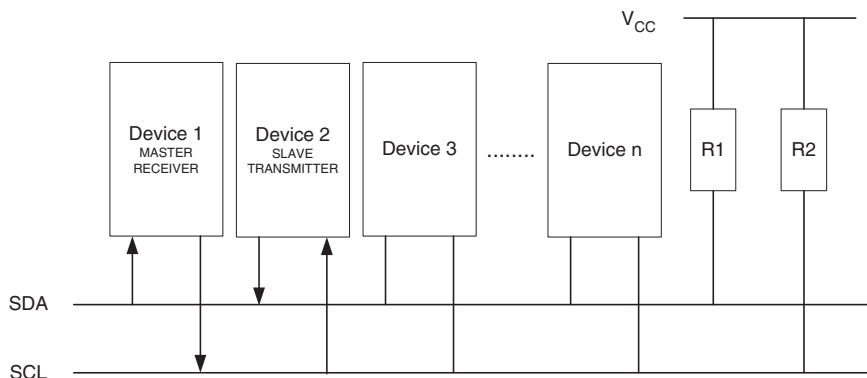 V_CC
Device 1
MASTER
RECEIVER
Device 2
SLAVE
TRANSMITTER
Device 3
........
Device n
R1
R2
SDA
SCL